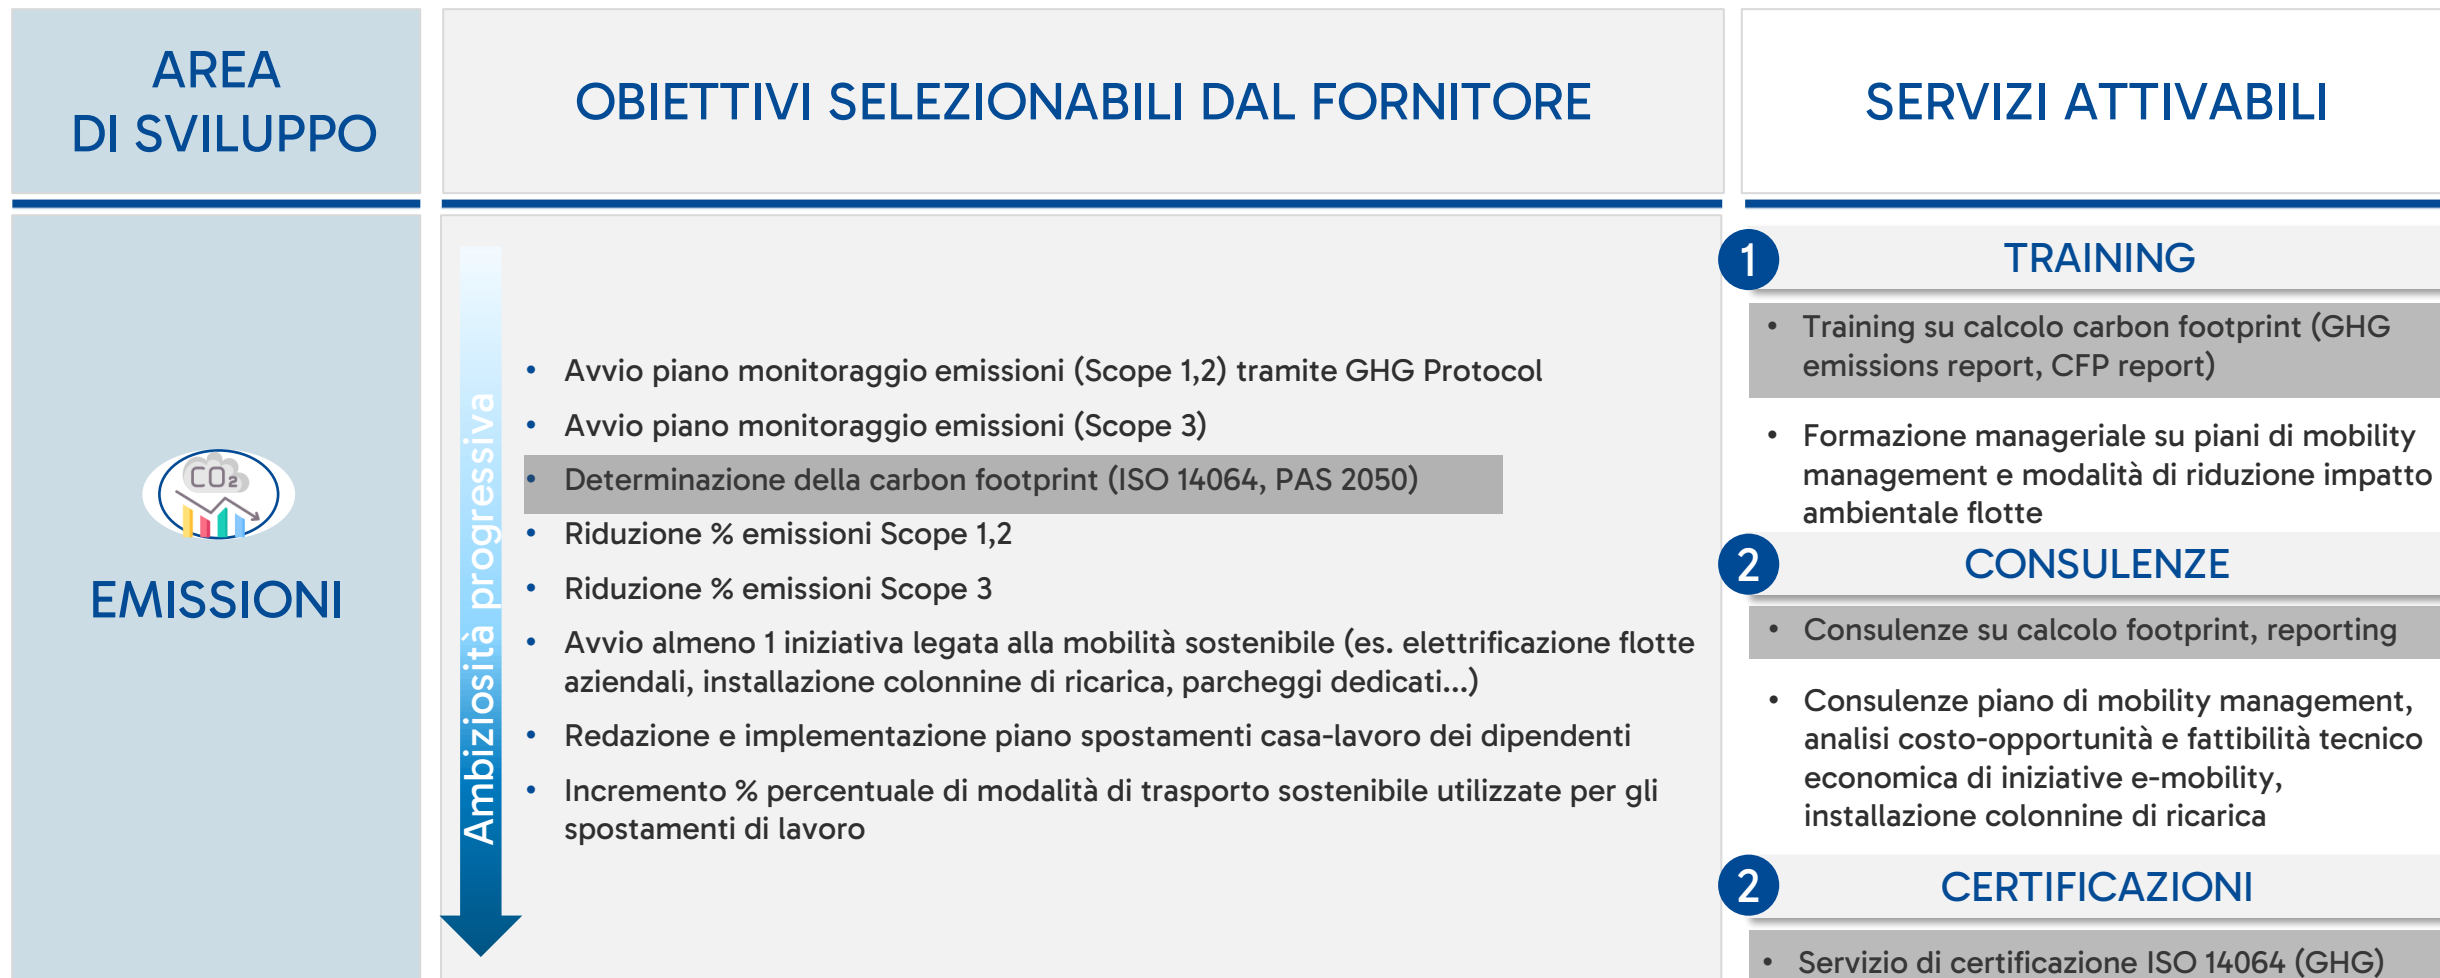 AREA
DI SVILUPPO
OBIETTIVI SELEZIONABILI DAL FORNITORE
SERVIZI ATTIVABILI
CO₂
EMISSIONI
Ambiziosità progressiva
• Avvio piano monitoraggio emissioni (Scope 1,2) tramite GHG Protocol
• Avvio piano monitoraggio emissioni (Scope 3)
• Determinazione della carbon footprint (ISO 14064, PAS 2050)
• Riduzione % emissioni Scope 1,2
• Riduzione % emissioni Scope 3
• Avvio almeno 1 iniziativa legata alla mobilità sostenibile (es. elettrificazione flotte
aziendali, installazione colonnine di ricarica, parcheggi dedicati...)
• Redazione e implementazione piano spostamenti casa-lavoro dei dipendenti
• Incremento % percentuale di modalità di trasporto sostenibile utilizzate per gli
spostamenti di lavoro
1 TRAINING
• Training su calcolo carbon footprint (GHG
emissions report, CFP report)
• Formazione manageriale su piani di mobility
management e modalità di riduzione impatto
ambientale flotte
2 CONSULENZE
• Consulenze su calcolo footprint, reporting
• Consulenze piano di mobility management,
analisi costo-opportunità e fattibilità tecnico
economica di iniziative e-mobility,
installazione colonnine di ricarica
2 CERTIFICAZIONI
• Servizio di certificazione ISO 14064 (GHG)